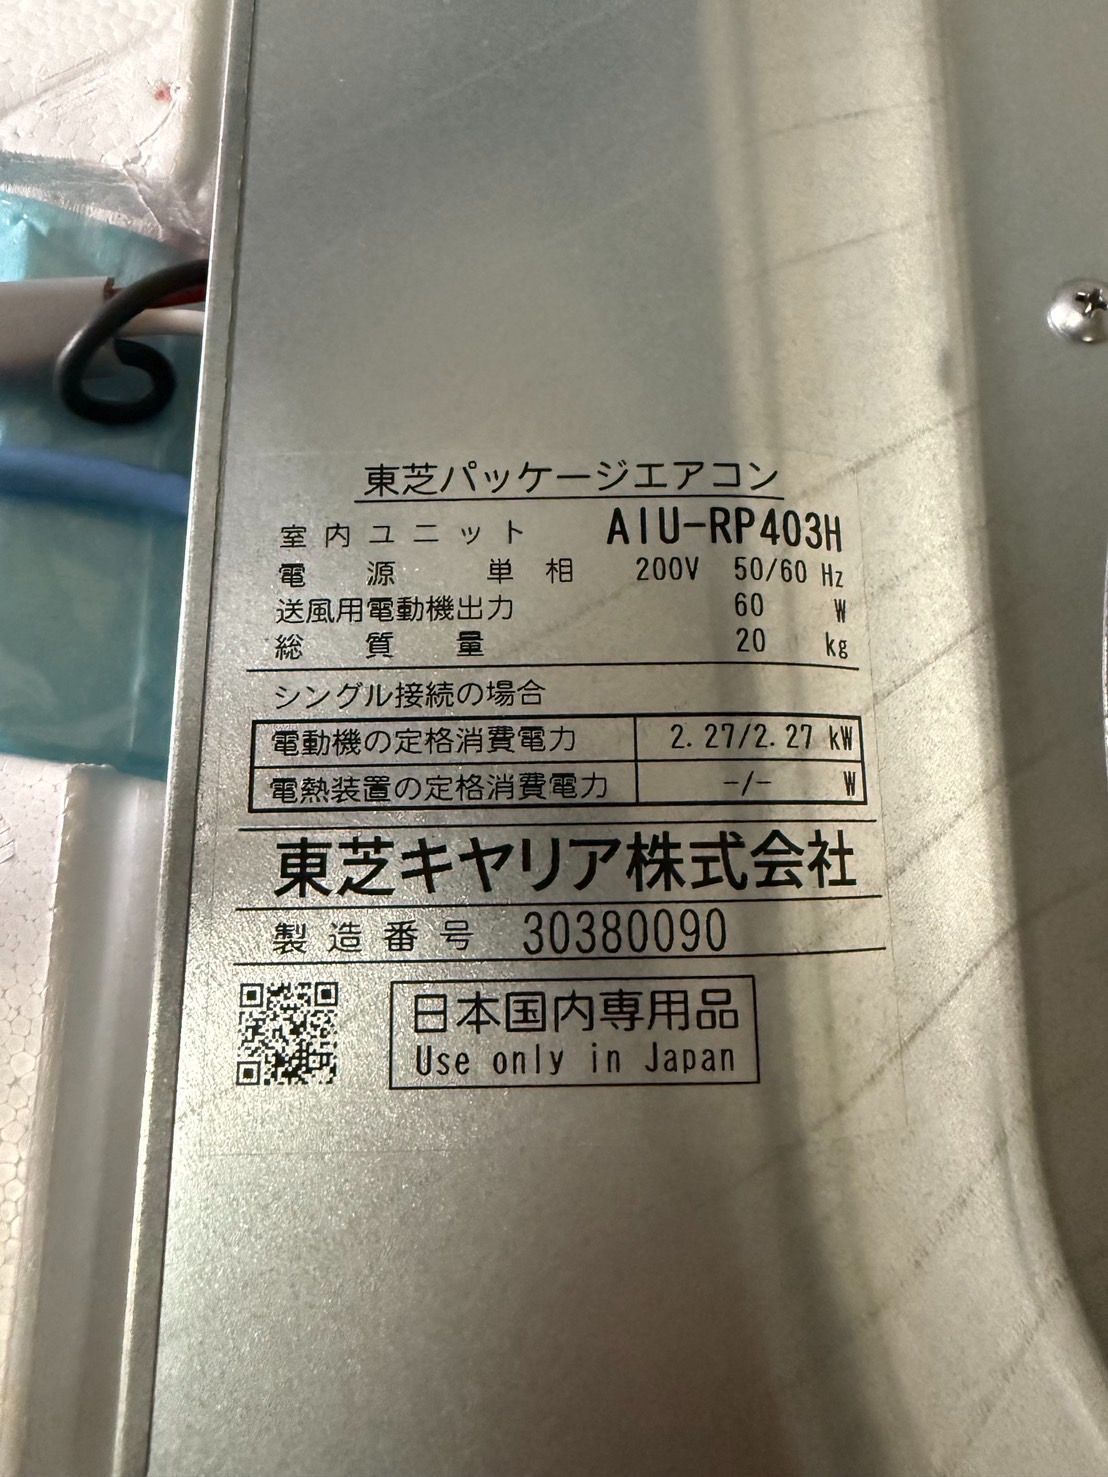 東芝パッケージエアコン
室内ユニット AIU-RP403H
電源 単相 200V 50/60 Hz
送風用電動機出力 60 W
総質量 20 kg
シングル接続の場合
電動機の定格消費電力 2.27/2.27 kW
電熱装置の定格消費電力 -/- W
東芝キヤリア株式会社
製造番号 30380090
日本国内専用品
Use only in Japan